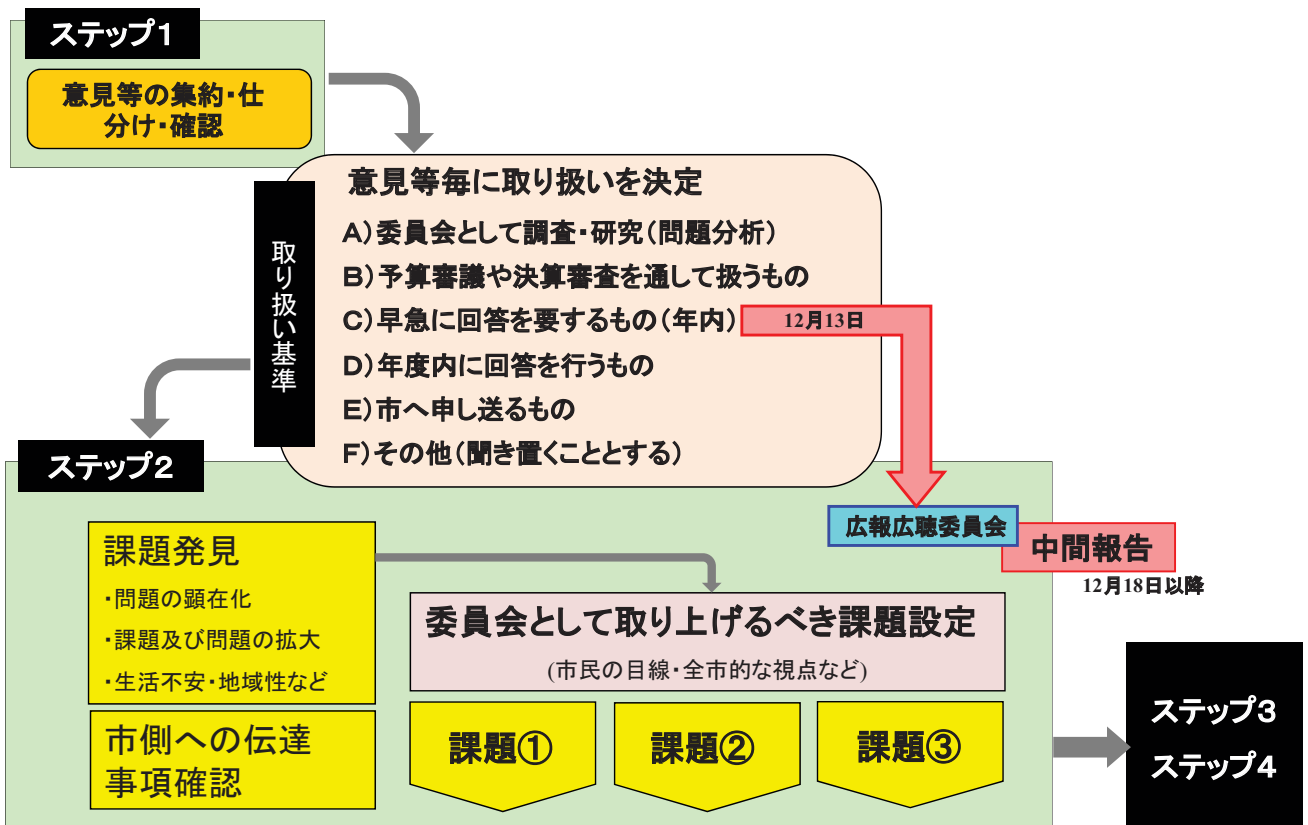 ステップ1
意見等の集約・仕
分け・確認
取り扱い基準
意見等毎に取り扱いを決定
A)委員会として調査・研究(問題分析)
B)予算審議や決算審査を通して扱うもの
C)早急に回答を要するもの(年内)
12月13日
D)年度内に回答を行うもの
E)市へ申し送るもの
F)その他(聞き置くこととする)
ステップ2
広報広聴委員会
中間報告
12月18日以降
課題発見
・問題の顕在化
・課題及び問題の拡大
・生活不安・地域性など
市側への伝達
事項確認
委員会として取り上げるべき課題設定
(市民の目線・全市的な視点など)
課題①
課題②
課題③
ステップ3
ステップ4